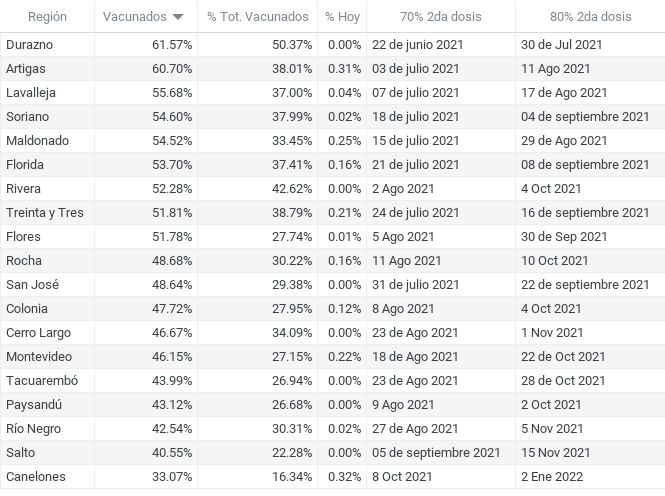 Región Vacunados % Tot. Vacunados % Hoy 70% 2da dosis 80% 2da dosis
Durazno 61.57% 50.37% 0.00% 22 de junio 2021 30 de Jul 2021
Artigas 60.70% 38.01% 0.31% 03 de julio 2021 11 Ago 2021
Lavalleja 55.68% 37.00% 0.04% 07 de julio 2021 17 de Ago 2021
Soriano 54.60% 37.99% 0.02% 18 de julio 2021 04 de septiembre 2021
Maldonado 54.52% 33.45% 0.25% 15 de julio 2021 29 de Ago 2021
Florida 53.70% 37.41% 0.16% 21 de julio 2021 08 de septiembre 2021
Rivera 52.28% 42.62% 0.00% 2 Ago 2021 4 Oct 2021
Treinta y Tres 51.81% 38.79% 0.21% 24 de julio 2021 16 de septiembre 2021
Flores 51.78% 27.74% 0.01% 5 Ago 2021 30 de Sep 2021
Rocha 48.68% 30.22% 0.16% 11 Ago 2021 10 Oct 2021
San José 48.64% 29.38% 0.00% 31 de julio 2021 22 de septiembre 2021
Colonia 47.72% 27.95% 0.12% 8 Ago 2021 4 Oct 2021
Cerro Largo 46.67% 34.09% 0.00% 23 de Ago 2021 1 Nov 2021
Montevideo 46.15% 27.15% 0.22% 18 de Ago 2021 22 de Oct 2021
Tacuarembó 43.99% 26.94% 0.00% 23 de Ago 2021 28 de Oct 2021
Paysandú 43.12% 26.68% 0.00% 9 Ago 2021 2 Oct 2021
Río Negro 42.54% 30.31% 0.02% 27 de Ago 2021 5 Nov 2021
Salto 40.55% 22.28% 0.00% 05 de septiembre 2021 15 Nov 2021
Canelones 33.07% 16.34% 0.32% 8 Oct 2021 2 Ene 2022